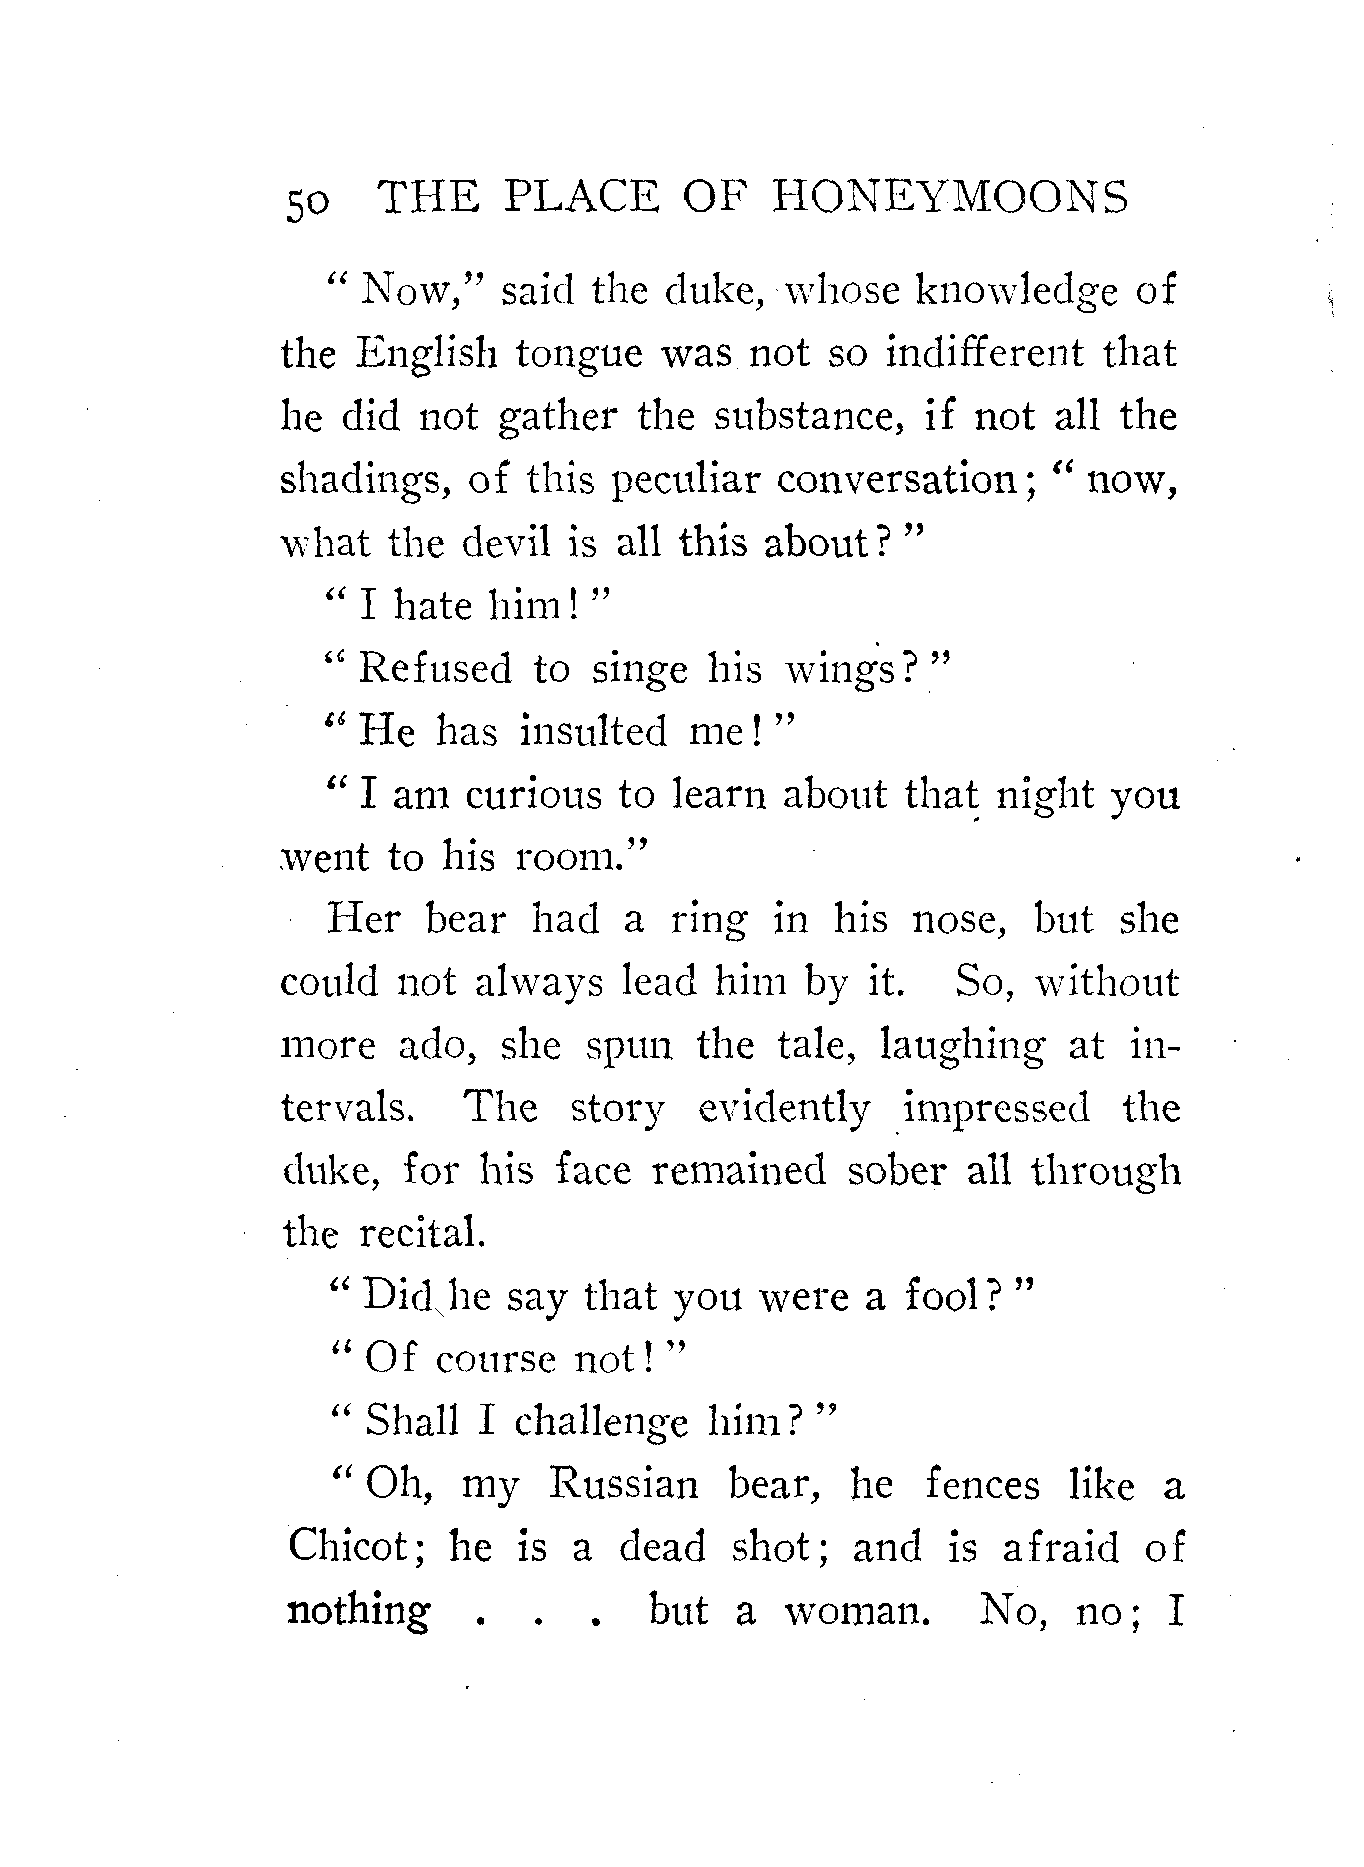 50 THE PLACE OF HONEYMOONS
“ Now,” said the duke, whose knowledge of
the English tongue was not so indifferent that
he did not gather the substance, if not all the
shadings, of this peculiar conversation; “ now,
what the devil is all this about? ”
“ I hate him! ”
“ Refused to singe his wings? ”
“ He has insulted me! ”
“ I am curious to learn about that night you
went to his room.”
Her bear had a ring in his nose, but she
could not always lead him by it. So, without
more ado, she spun the tale, laughing at in-
tervals. The story evidently impressed the
duke, for his face remained sober all through
the recital.
“ Did he say that you were a fool? ”
“ Of course not! ”
“ Shall I challenge him? ”
“ Oh, my Russian bear, he fences like a
Chicot; he is a dead shot; and is afraid of
nothing . . . but a woman. No, no; I